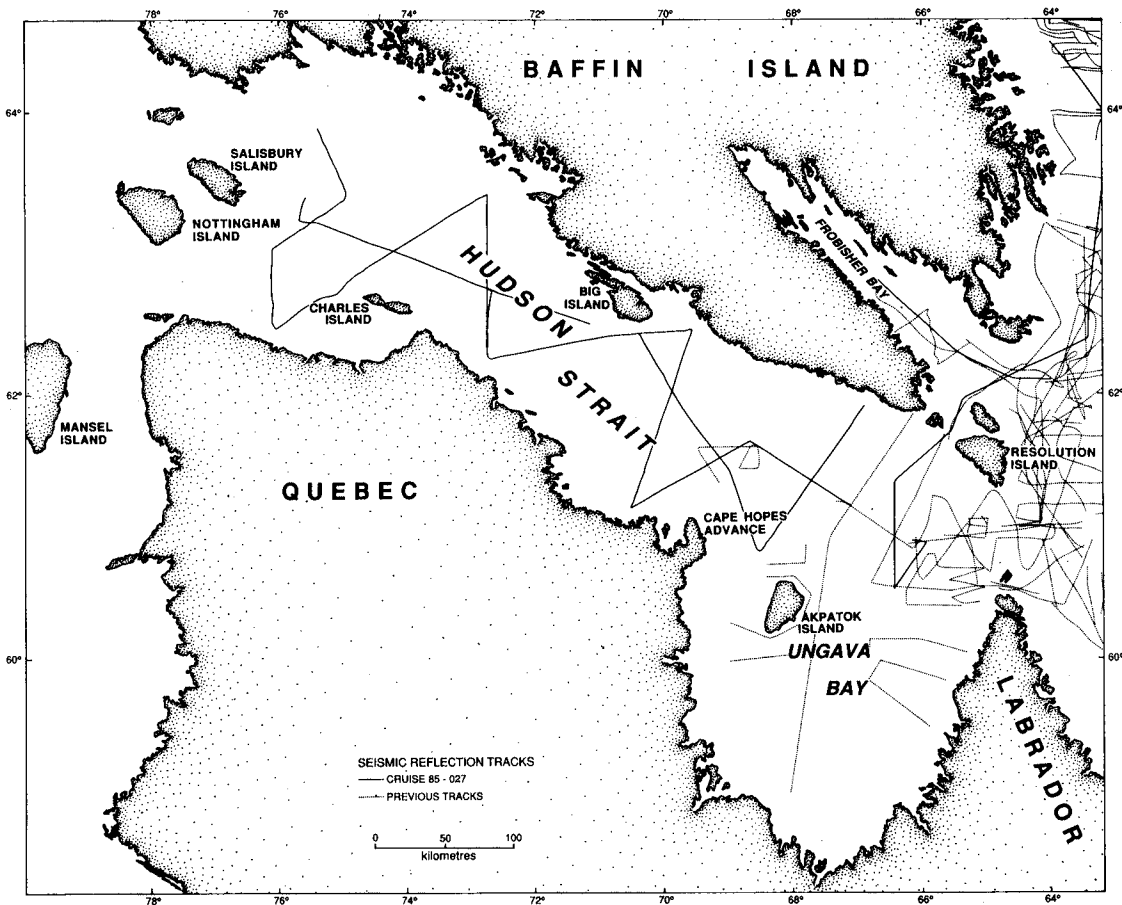 78°
76°
74°
72°
70°
68°
66°
64°
BAFFIN ISLAND
64°
64°
SALISBURY
ISLAND
NOTTINGHAM
ISLAND
FROBISHER BAY
HUDSON
STRAIT
BIG
ISLAND
CHARLES
ISLAND
62°
62°
MANSEL
ISLAND
RESOLUTION
ISLAND
QUEBEC
CAPE HOPES
ADVANCE
AKPATOK
ISLAND
UNGAVA
BAY
60°
60°
LABRADOR
SEISMIC REFLECTION TRACKS
CRUISE 85 - 027
PREVIOUS TRACKS
0 50 100
kilometres
78°
76°
74°
72°
70°
68°
66°
64°